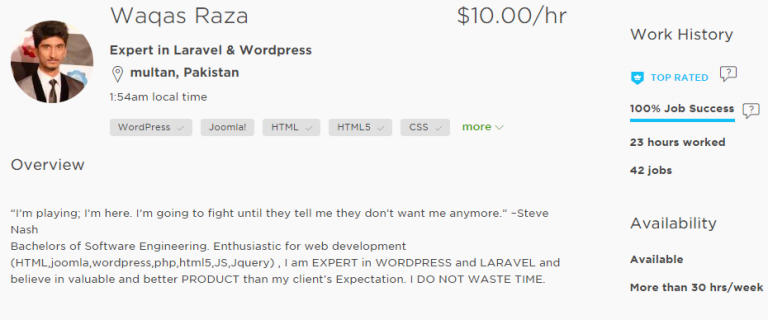 Waqas Raza
$10.00/hr
Expert in Laravel & Wordpress
multan, Pakistan
1:54am local time
WordPress
Joomla!
HTML
HTML5
CSS
more
Overview
"I'm playing; I'm here. I'm going to fight until they tell me they don't want me anymore." –Steve
Nash
Bachelors of Software Engineering. Enthusiastic for web development
(HTML,joomla,wordpress,php,html5,JS,Jquery) , I am EXPERT in WORDPRESS and LARAVEL and
believe in valuable and better PRODUCT than my client's Expectation. I DO NOT WASTE TIME.
Work History
TOP RATED ?
100% Job Success ?
23 hours worked
42 jobs
Availability
Available
More than 30 hrs/week